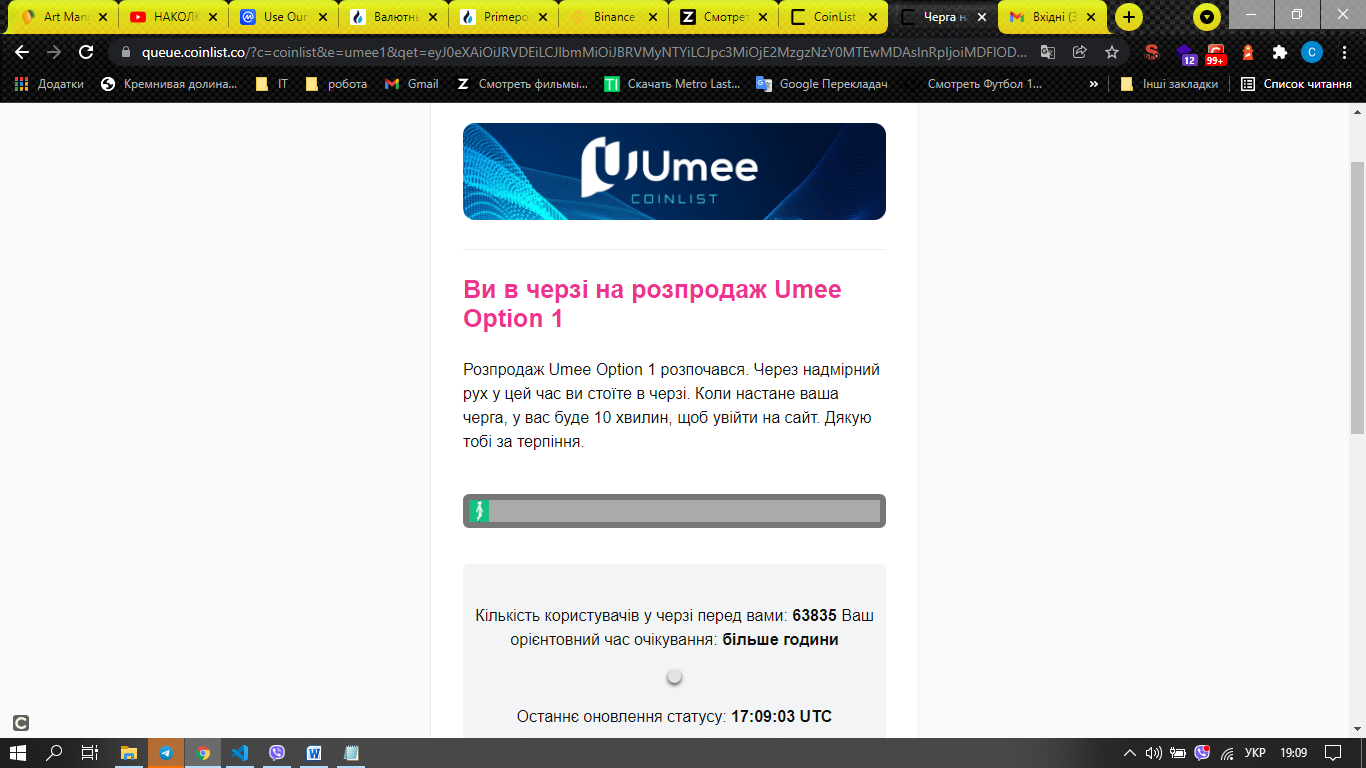 Art Mang
НАКОЛК
Use Our
Валютнь
Primepo
Binance
Z Смотрет
CoinList
Черга н
Вхідні (3
queue.coinlist.co/?c=coinlist&e=umee1&qet=eyJ0eXAiOiJRVDEiLCJlbmMiOiJBRVMyNTYiLCJpc3MiOjE2MzgzNzY0MTEwMDAsInRpIjoiMDFlOD...
S 12 99+ C
Додатки
Кремнивая долина...
IT
робота
Gmail
Z Смотреть фильмы...
TI Скачать Metro Last...
Google Перекладач
Смотреть Футбол 1...
»
Інші закладки
Список читання
Umee
COINLIST
Ви в черзі на розпродаж Umee
Option 1
Розпродаж Umee Option 1 розпочався. Через надмірний
рух у цей час ви стоїте в черзі. Коли настане ваша
черга, у вас буде 10 хвилин, щоб увійти на сайт. Дякую
тобі за терпіння.
Кількість користувачів у черзі перед вами: 63835 Ваш
орієнтовний час очікування: більше години
Останнє оновлення статусу: 17:09:03 UTC
C
W
УКР
19:09